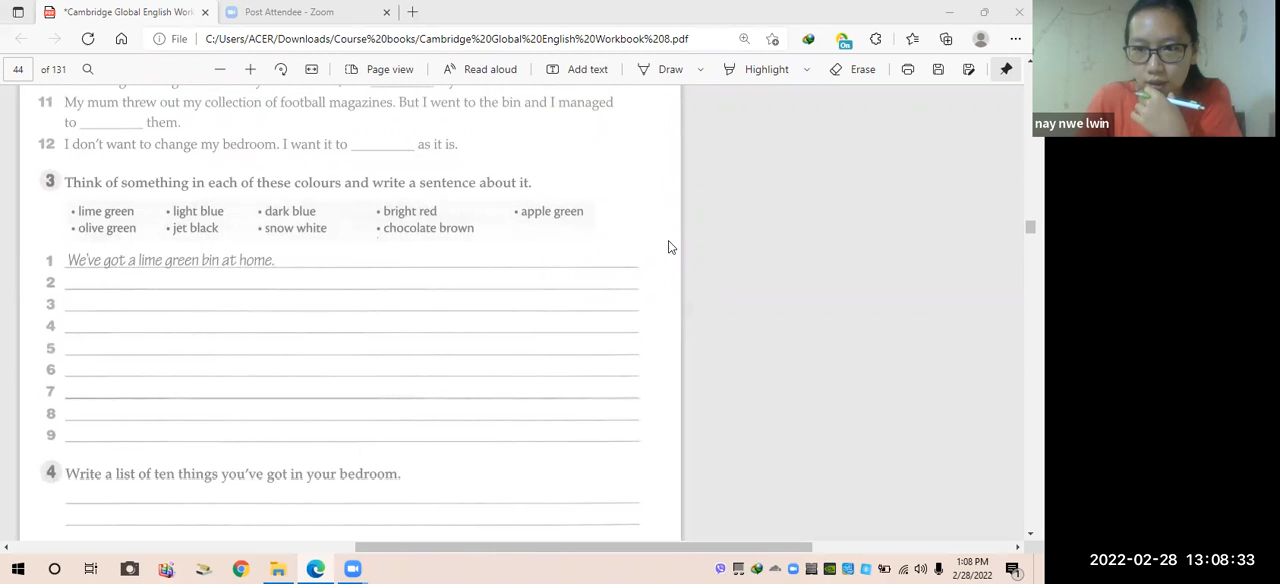 *Cambridge Global English Wor
Post Attendee - Zoom
File
C:/Users/ACER/Downloads/Course%20books/Cambridge%20Global%20English%20Workbook%208.pdf
On
44 of 131
Page view
Read aloud
Add text
Draw
Highlight
Erase
11 My mum threw out my collection of football magazines. But I went to the bin and I managed
to ________ them.
12 I don't want to change my bedroom. I want it to ________ as it is.
3 Think of something in each of these colours and write a sentence about it.
• lime green • light blue • dark blue • bright red • apple green
• olive green • jet black • snow white • chocolate brown
1 We've got a lime green bin at home.
2
3
4
5
6
7
8
9
4 Write a list of ten things you've got in your bedroom.
nay nwe lwin
2022-02-28 13:08:33
1:08 PM
2/28/2022
1